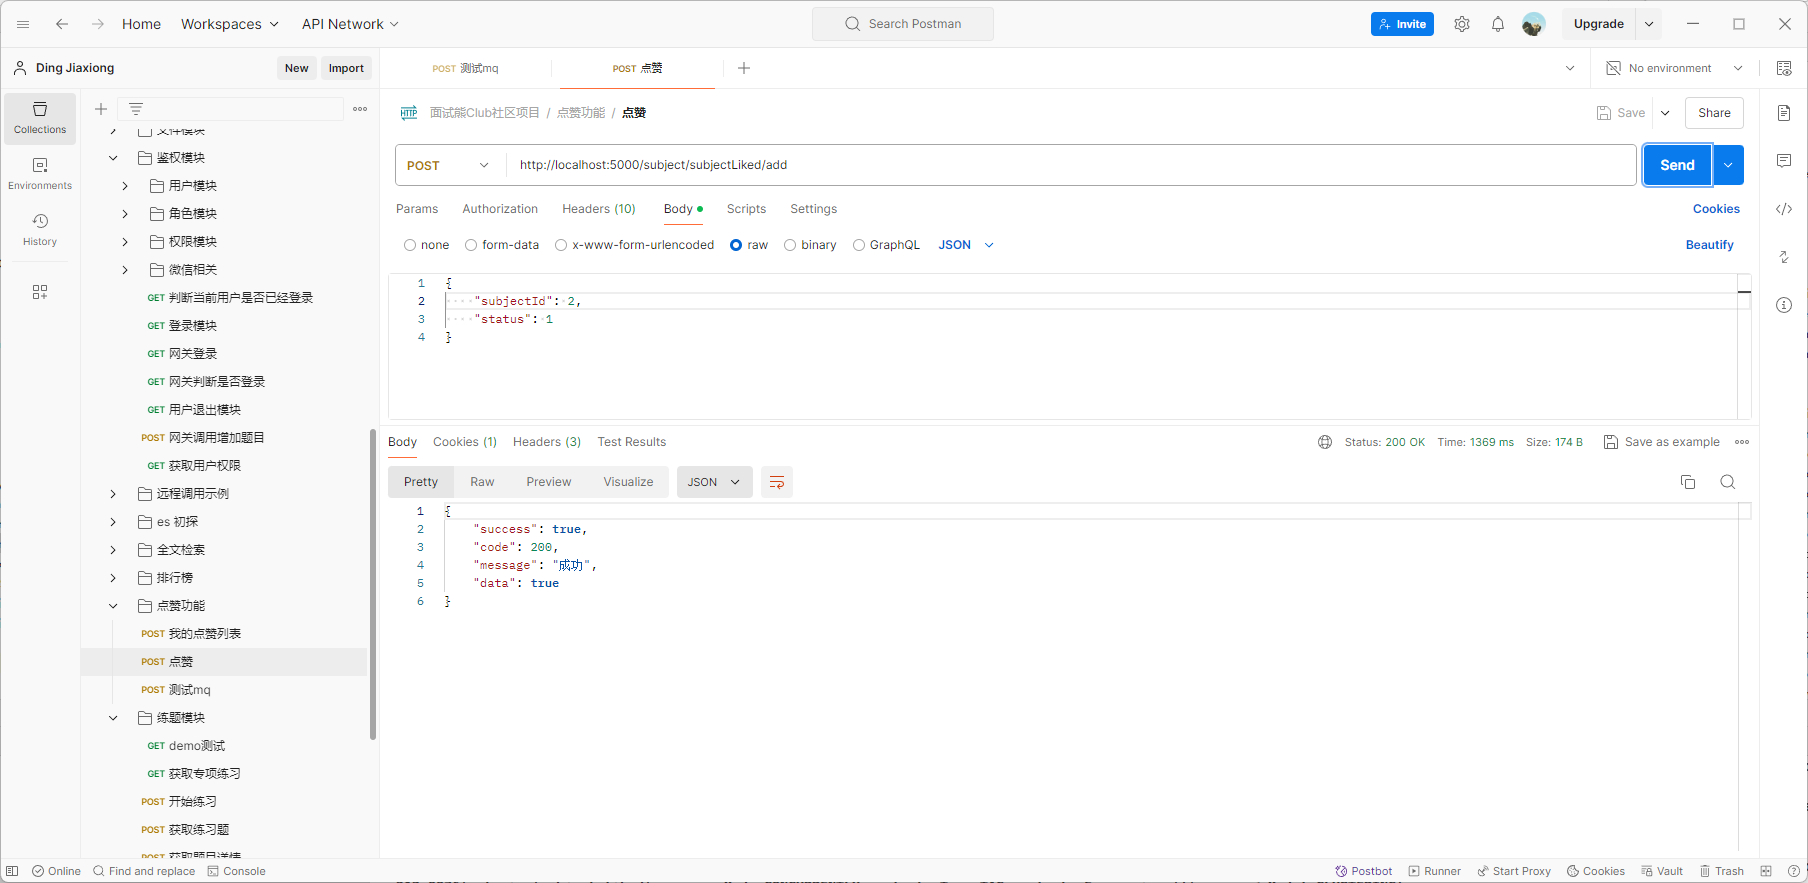 Home Workspaces API Network Search Postman Invite Upgrade
Ding Jiaxiong New Import POST 测试mq POST 点赞 No environment
Collections
Environments
History
文件模块
鉴权模块
用户模块
角色模块
权限模块
微信相关
GET 判断当前用户是否已经登录
GET 登录模块
GET 网关登录
GET 网关判断是否登录
GET 用户退出模块
POST 网关调用增加题目
GET 获取用户权限
远程调用示例
es 初探
全文检索
排行榜
点赞功能
POST 我的点赞列表
POST 点赞
POST 测试mq
练题模块
GET demo测试
GET 获取专项练习
POST 开始练习
POST 获取练习题
POST 获取题目详情
HTTP 面试熊Club社区项目 / 点赞功能 / 点赞 Save Share
POST http://localhost:5000/subject/subjectLiked/add Send
Params Authorization Headers (10) Body Scripts Settings Cookies
none form-data x-www-form-urlencoded raw binary GraphQL JSON Beautify
1 {
2 "subjectId": 2,
3 "status": 1
4 }
Body Cookies (1) Headers (3) Test Results Status: 200 OK Time: 1369 ms Size: 174 B Save as example
Pretty Raw Preview Visualize JSON
1 {
2 "success": true,
3 "code": 200,
4 "message": "成功",
5 "data": true
6 }
Online Find and replace Console Postbot Runner Start Proxy Cookies Vault Trash